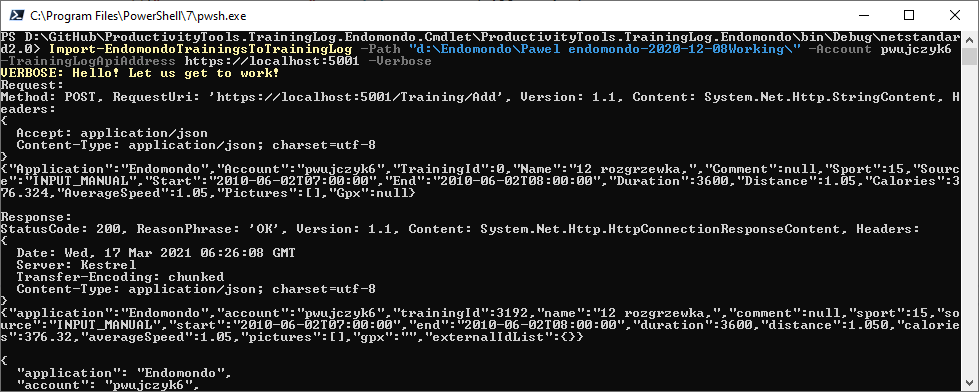 C:\Program Files\PowerShell\7\pwsh.exe
PS D:\GitHub\ProductivityTools.TrainingLog.Endomondo.Cmdlet\ProductivityTools.TrainingLog.Endomondo\bin\Debug\netstandar
d2.0> Import-EndomondoTrainingsToTrainingLog -Path "d:\Endomondo\Pawel endomondo-2020-12-08Working\" -Account pwujczyk6
-TrainingLogApiAddress https://localhost:5001 -Verbose
VERBOSE: Hello! Let us get to work!
Request:
Method: POST, RequestUri: 'https://localhost:5001/Training/Add', Version: 1.1, Content: System.Net.Http.StringContent, H
eaders:
{
  Accept: application/json
  Content-Type: application/json; charset=utf-8
}
{"Application":"Endomondo","Account":"pwujczyk6","TrainingId":0,"Name":"12 rozgrzewka,","Comment":null,"Sport":15,"Sourc
e":"INPUT_MANUAL","Start":"2010-06-02T07:00:00","End":"2010-06-02T08:00:00","Duration":3600,"Distance":1.05,"Calories":3
76.324,"AverageSpeed":1.05,"Pictures":[],"Gpx":null}
Response:
StatusCode: 200, ReasonPhrase: 'OK', Version: 1.1, Content: System.Net.Http.HttpConnectionResponseContent, Headers:
{
  Date: Wed, 17 Mar 2021 06:26:08 GMT
  Server: Kestrel
  Transfer-Encoding: chunked
  Content-Type: application/json; charset=utf-8
}
{"application":"Endomondo","account":"pwujczyk6","trainingId":3192,"name":"12 rozgrzewka,","comment":null,"sport":15,"so
urce":"INPUT_MANUAL","start":"2010-06-02T07:00:00","end":"2010-06-02T08:00:00","duration":3600,"distance":1.050,"calorie
s":376.32,"averageSpeed":1.05,"pictures":[],"gpx":"","externalIdList":{}}
{
  "application": "Endomondo",
  "account": "pwujczyk6",